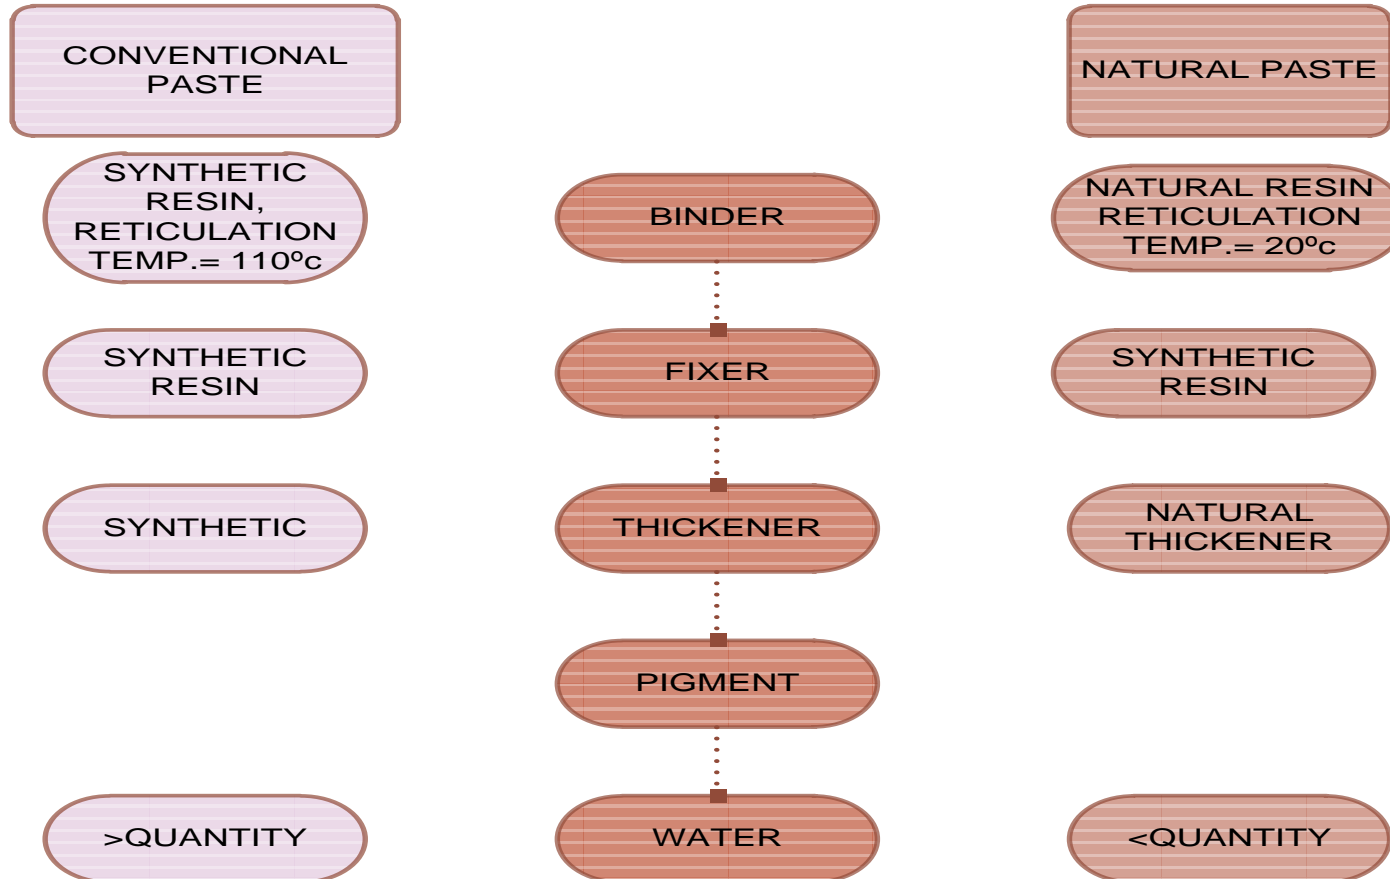 CONVENTIONAL
PASTE
NATURAL PASTE
SYNTHETIC
RESIN,
RETICULATION
TEMP.= 110ºc
BINDER
NATURAL RESIN
RETICULATION
TEMP.= 20ºc
SYNTHETIC
RESIN
FIXER
SYNTHETIC
RESIN
SYNTHETIC
THICKENER
NATURAL
THICKENER
PIGMENT
>QUANTITY
WATER
<QUANTITY